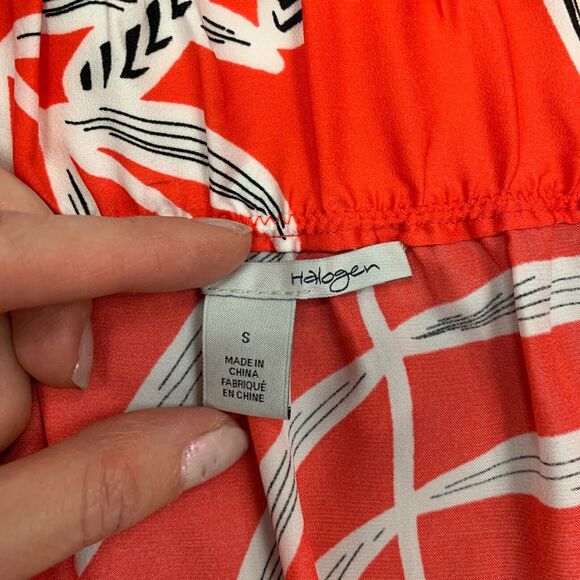 Halogen
S
MADE IN
CHINA
FABRIQUÉ
EN CHINE